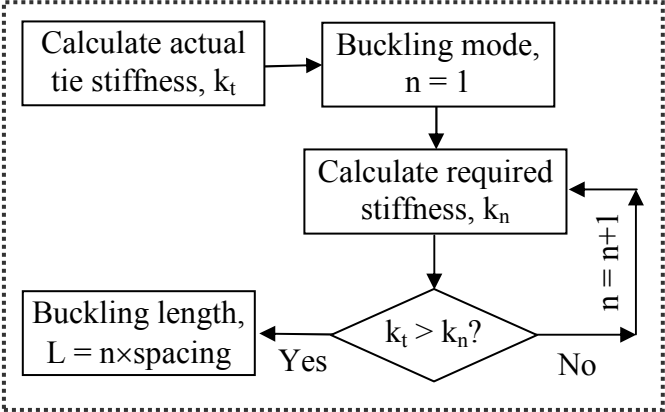 Calculate actual
tie stiffness, kₜ
Buckling mode,
n = 1
Calculate required
stiffness, kₙ
n = n+1
kₜ > kₙ?
Yes
No
Buckling length,
L = n×spacing